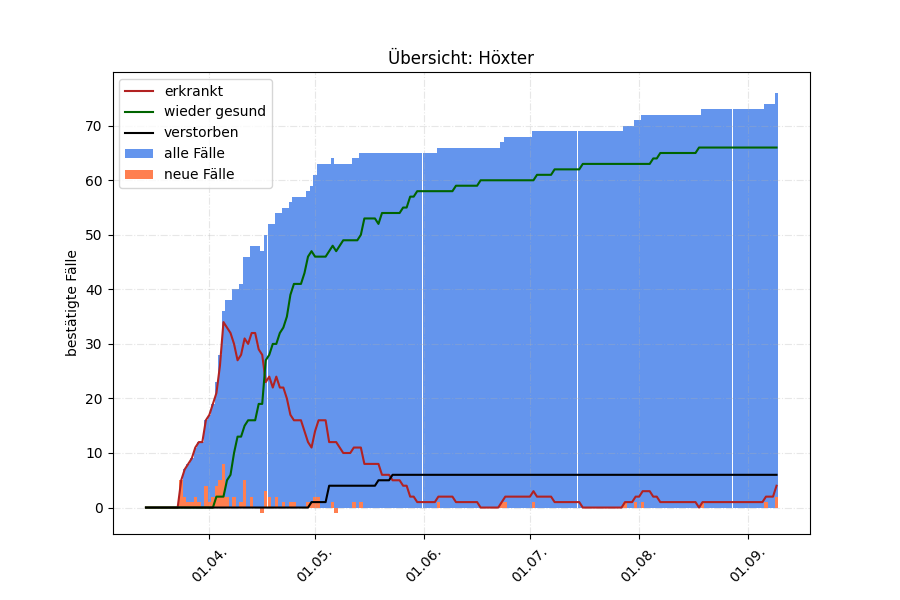 Übersicht: Höxter
erkrankt
wieder gesund
verstorben
alle Fälle
neue Fälle
bestätigte Fälle
70
60
50
40
30
20
10
0
01.04.
01.05.
01.06.
01.07.
01.08.
01.09.